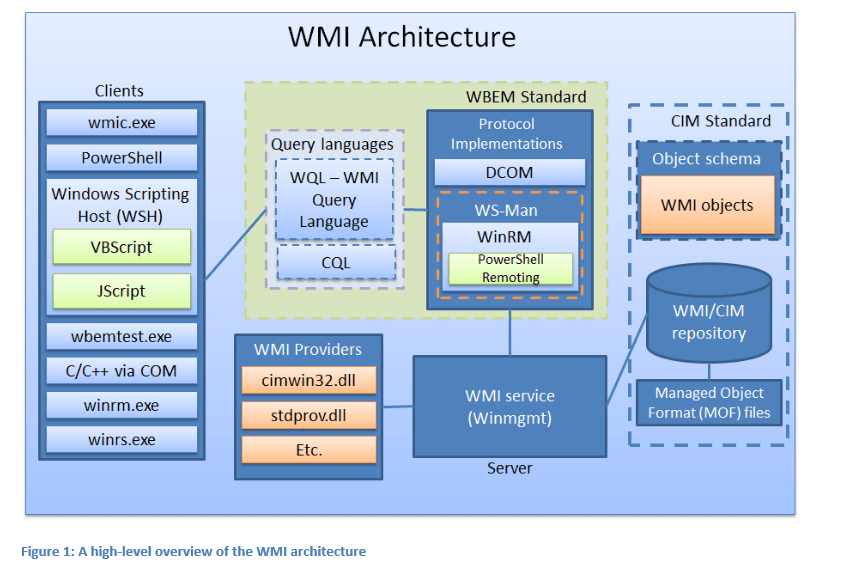 WMI Architecture
Clients
wmic.exe
PowerShell
Windows Scripting
Host (WSH)
VBScript
JScript
wbemtest.exe
C/C++ via COM
winrm.exe
winrs.exe
WBEM Standard
Query languages
WQL – WMI
Query
Language
CQL
Protocol
Implementations
DCOM
WS-Man
WinRM
PowerShell
Remoting
CIM Standard
Object schema
WMI objects
WMI/CIM
repository
Managed Object
Format (MOF) files
WMI Providers
cimwin32.dll
stdprov.dll
Etc.
WMI service
(Winmgmt)
Server
Figure 1: A high-level overview of the WMI architecture